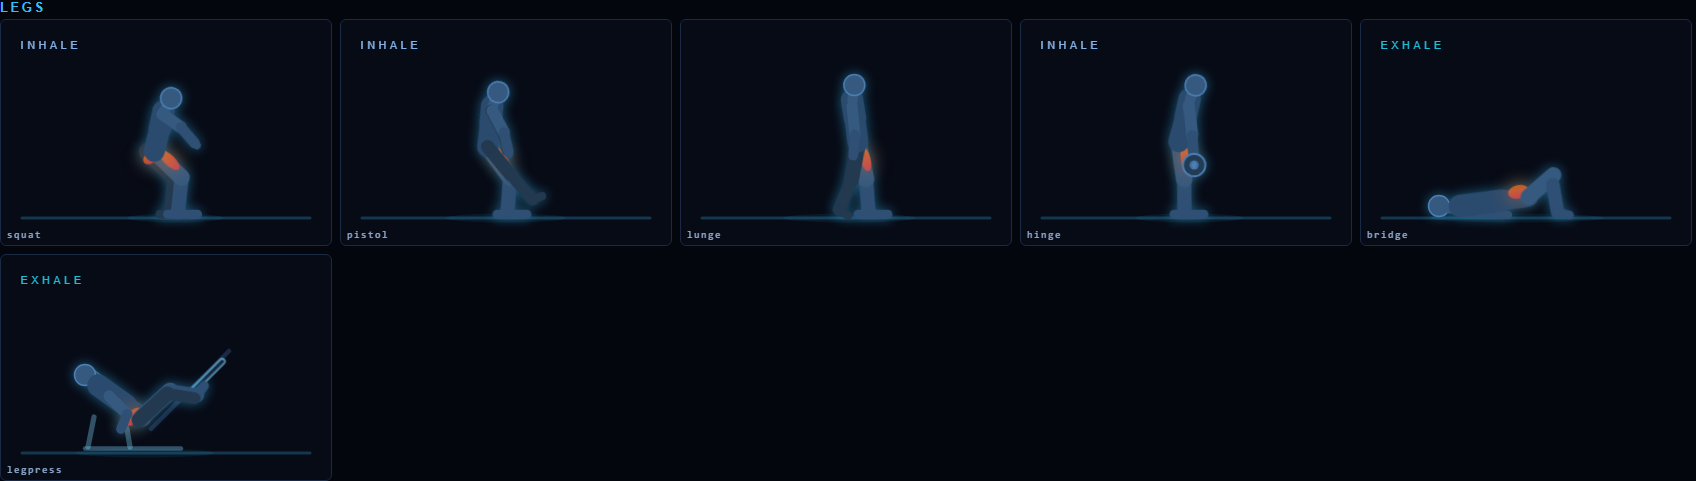 LEGS
INHALE
squat
INHALE
pistol
lunge
INHALE
hinge
EXHALE
bridge
EXHALE
legpress